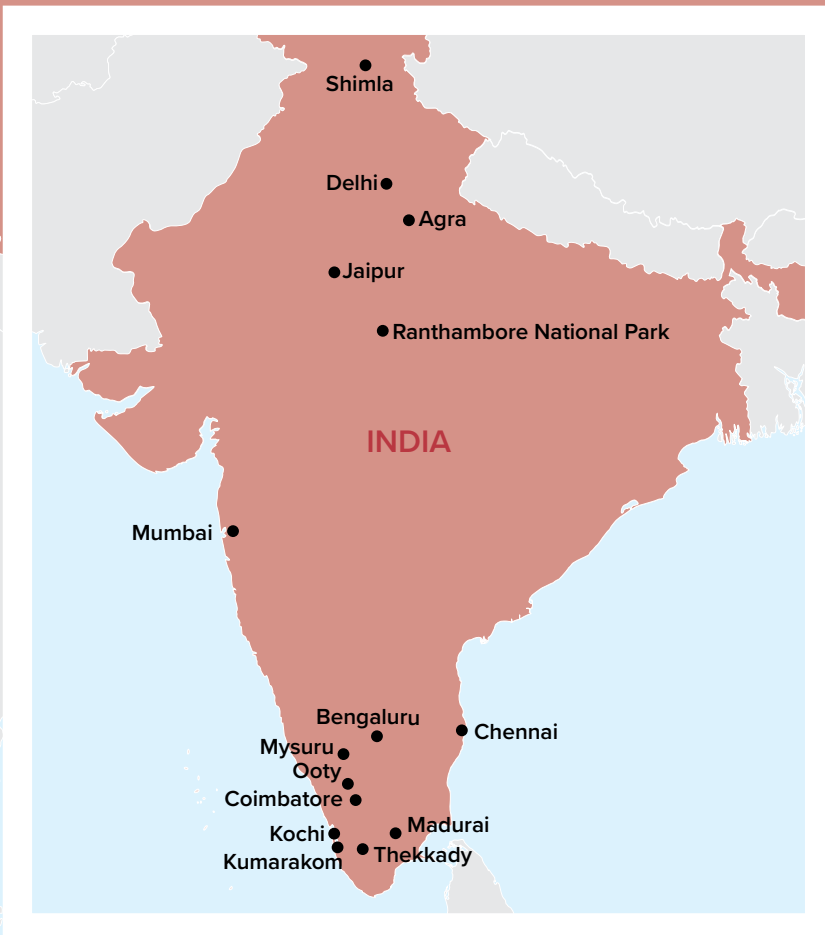 Shimla
Delhi
Agra
Jaipur
Ranthambore National Park
INDIA
Mumbai
Bengaluru
Chennai
Mysuru
Ooty
Coimbatore
Kochi
Madurai
Kumarakom
Thekkady